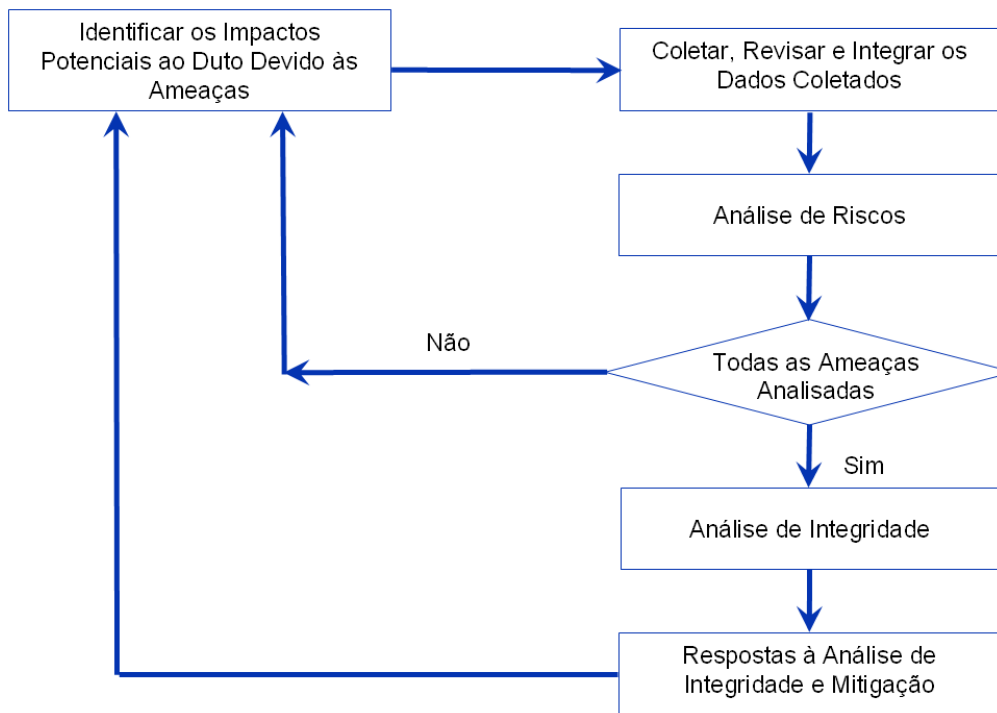 Identificar os Impactos
Potenciais ao Duto Devido às
Ameaças
Coletar, Revisar e Integrar os
Dados Coletados
Análise de Riscos
Não
Todas as Ameaças
Analisadas
Sim
Análise de Integridade
Respostas à Análise de
Integridade e Mitigação